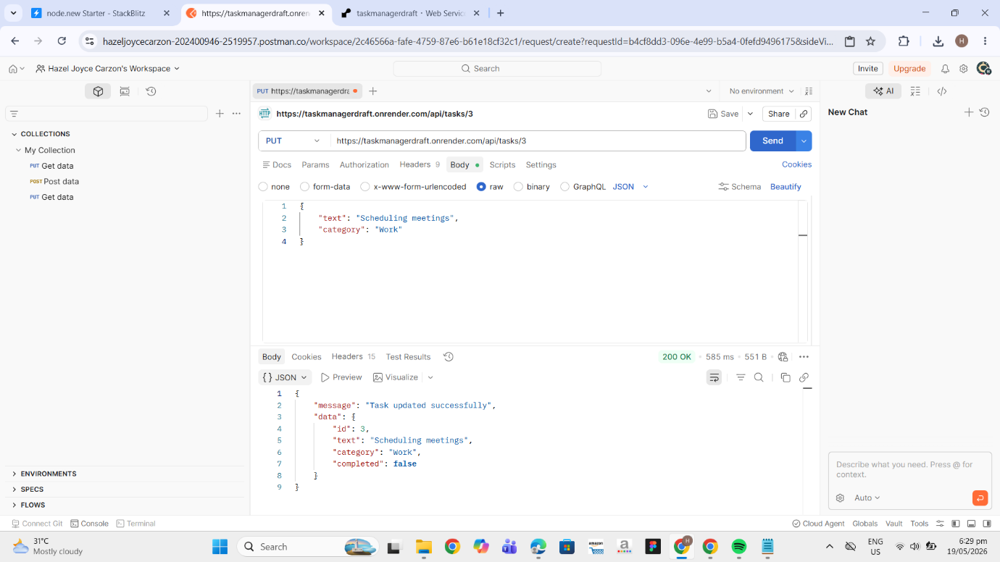 node.new Starter - StackBlitz
https://taskmanagerdraft.onren
taskmanagerdraft · Web Servic
hazeljoycecarzon-202400946-2519957.postman.co/workspace/2c46566a-fafe-4759-87e6-b61e18cf32c1/request/create?requestId=b4cf8dd3-096e-4e99-b5a4-0fefd9496175&sideVi...
H
Hazel Joyce Carzon's Workspace
Search
Invite
Upgrade
PUT https://taskmanagerdra
No environment
AI
HTTP https://taskmanagerdraft.onrender.com/api/tasks/3
Save
Share
New Chat
COLLECTIONS
My Collection
PUT Get data
POST Post data
PUT Get data
PUT
https://taskmanagerdraft.onrender.com/api/tasks/3
Send
Docs
Params
Authorization
Headers 9
Body
Scripts
Settings
Cookies
none
form-data
x-www-form-urlencoded
raw
binary
GraphQL
JSON
Schema
Beautify
1 {
2 "text": "Scheduling meetings",
3 "category": "Work"
4 }
Body
Cookies
Headers 15
Test Results
200 OK
585 ms
551 B
{ } JSON
Preview
Visualize
1 {
2 "message": "Task updated successfully",
3 "data": {
4 "id": 3,
5 "text": "Scheduling meetings",
6 "category": "Work",
7 "completed": false
8 }
9 }
ENVIRONMENTS
SPECS
FLOWS
Describe what you need. Press @ for
context.
Auto
Connect Git
Console
Terminal
Cloud Agent
Globals
Vault
Tools
31°C
Mostly cloudy
Search
amazon
a
H
ENG
US
6:29 pm
19/05/2026